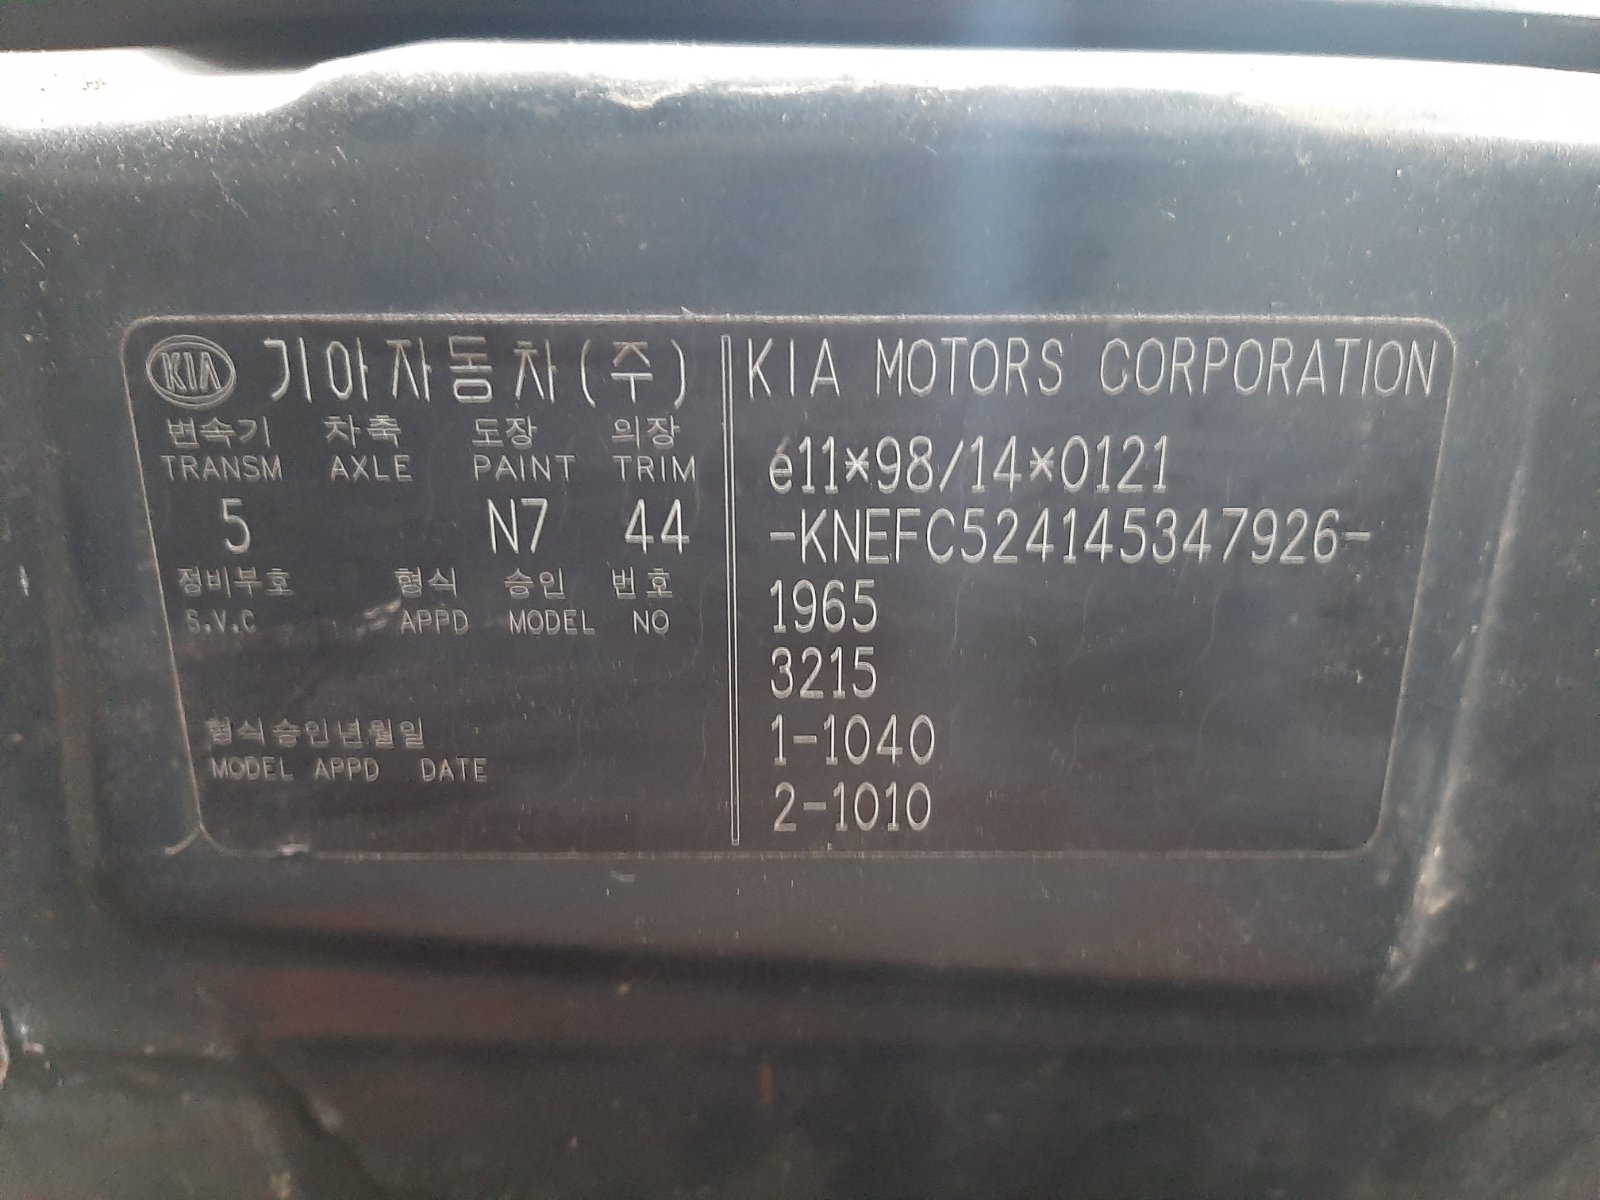 KIA 기아자동차(주)
변속기 차축 도장 의장
TRANSM AXLE PAINT TRIM
5 N7 44
정비부호 형식 승인 번호
S.V.C APPD MODEL NO
형식승인년월일
MODEL APPD DATE
KIA MOTORS CORPORATION
e11*98/14*0121
-KNEFC524145347926-
1965
3215
1-1040
2-1010